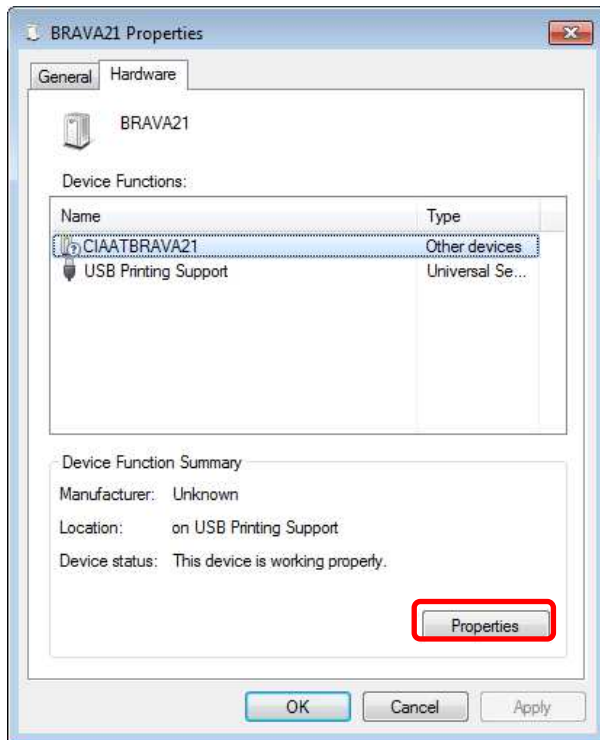 BRAVA21 Properties
General Hardware
BRAVA21
Device Functions:
Name Type
CIAATBRAVA21 Other devices
USB Printing Support Universal Se...
Device Function Summary
Manufacturer: Unknown
Location: on USB Printing Support
Device status: This device is working properly.
Properties
OK Cancel Apply